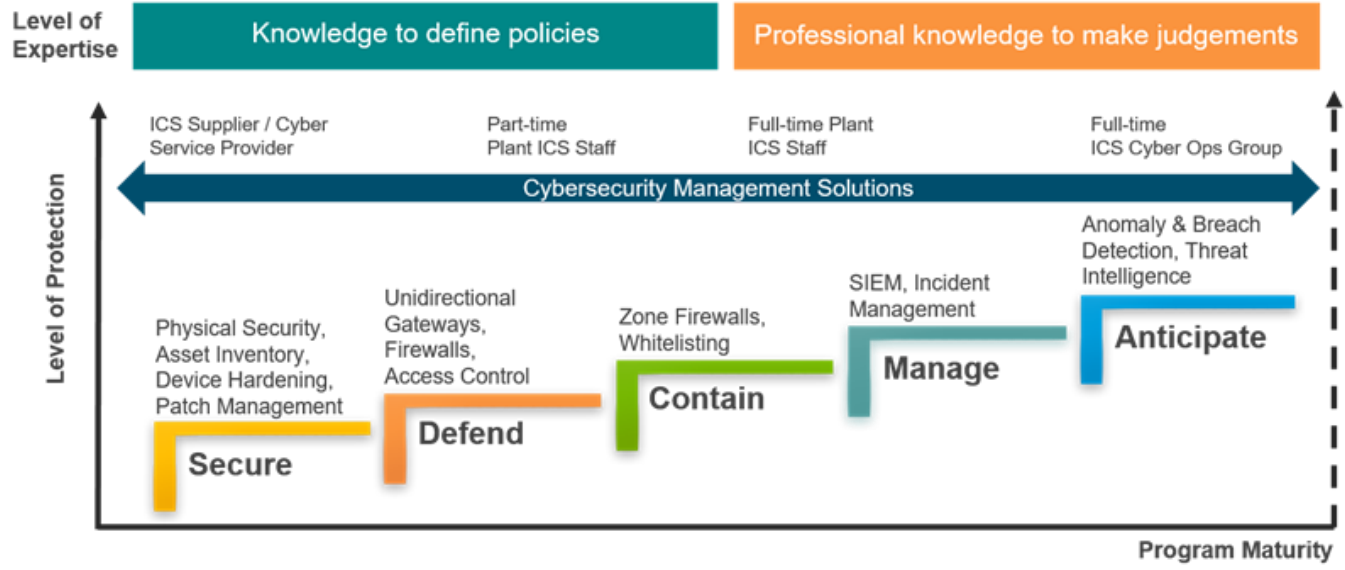 Level of
Expertise
Knowledge to define policies
Professional knowledge to make judgements
ICS Supplier / Cyber
Service Provider
Part-time
Plant ICS Staff
Full-time Plant
ICS Staff
Full-time
ICS Cyber Ops Group
Cybersecurity Management Solutions
Level of Protection
Physical Security,
Asset Inventory,
Device Hardening,
Patch Management
Secure
Unidirectional
Gateways,
Firewalls,
Access Control
Defend
Zone Firewalls,
Whitelisting
Contain
SIEM, Incident
Management
Manage
Anomaly & Breach
Detection, Threat
Intelligence
Anticipate
Program Maturity